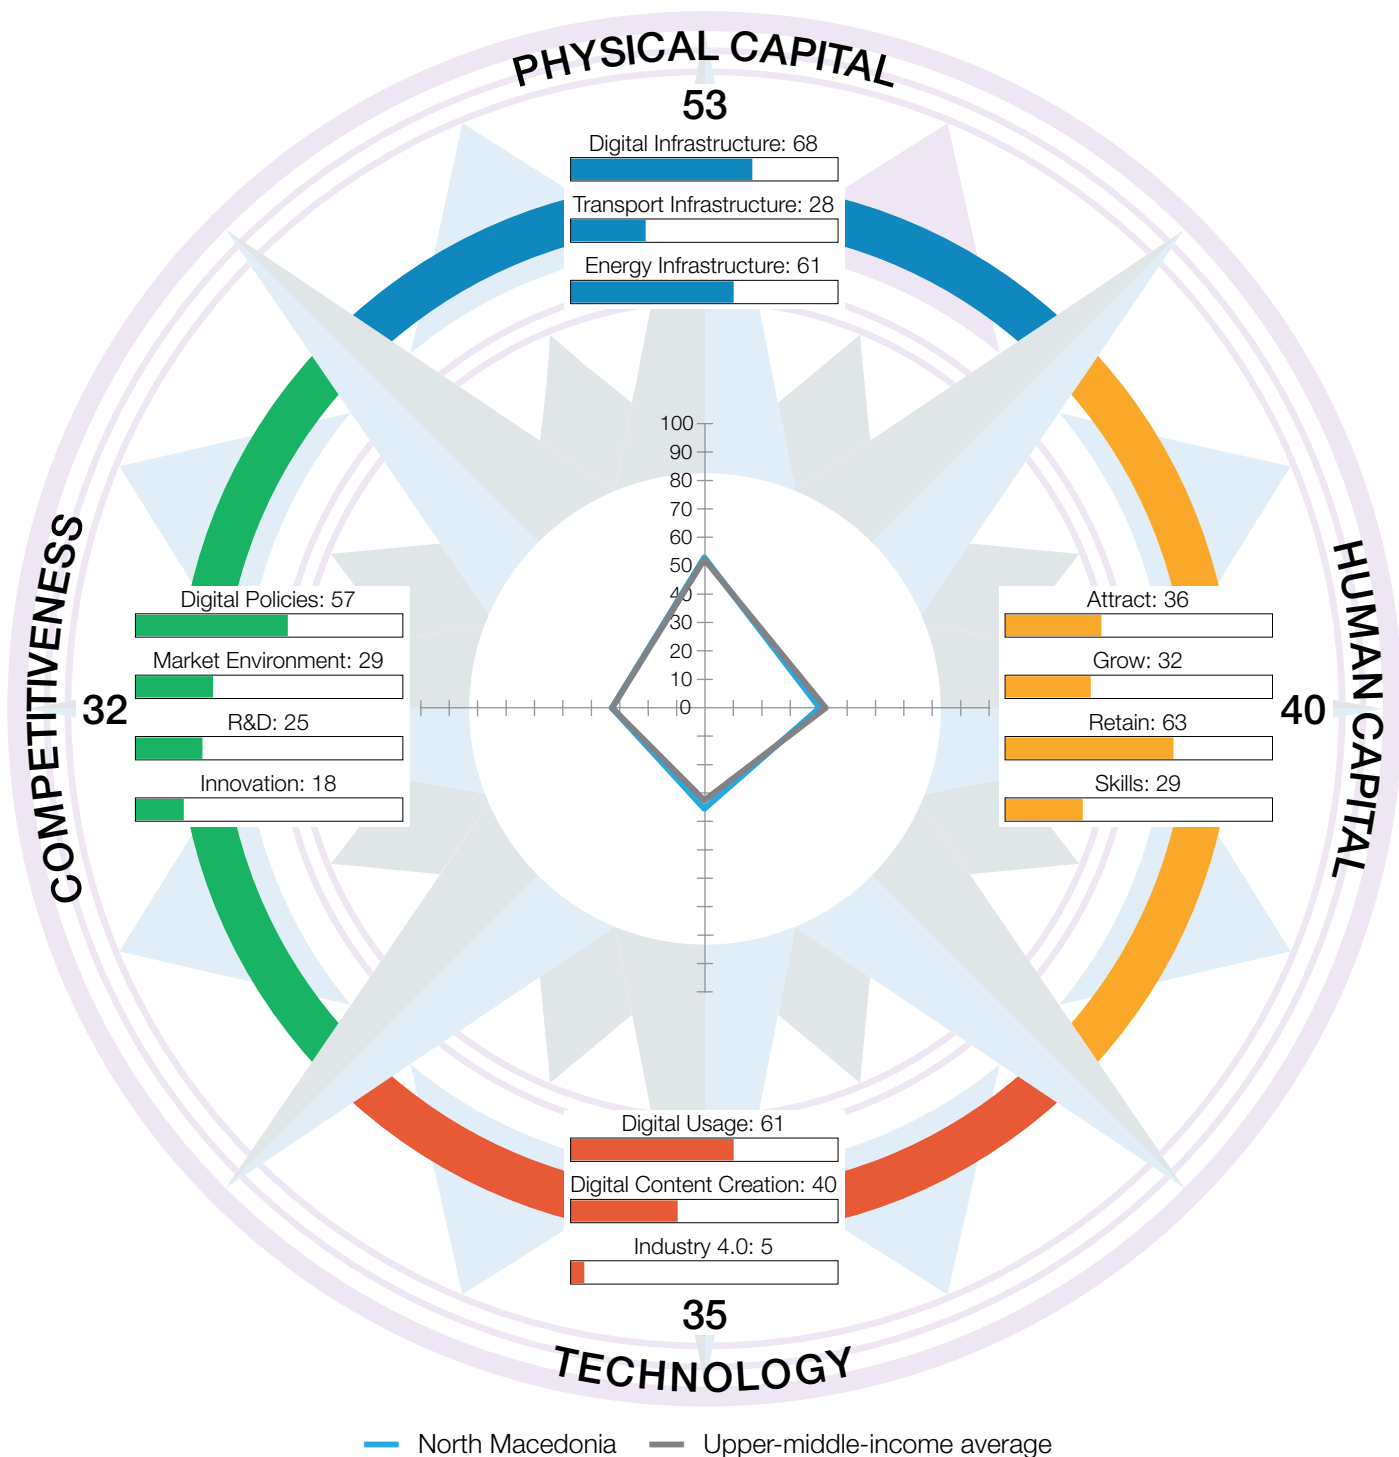 PHYSICAL CAPITAL
53
Digital Infrastructure: 68
Transport Infrastructure: 28
Energy Infrastructure: 61
100
90
80
70
60
50
40
30
20
10
0
COMPETITIVENESS
32
Digital Policies: 57
Market Environment: 29
R&D: 25
Innovation: 18
HUMAN CAPITAL
40
Attract: 36
Grow: 32
Retain: 63
Skills: 29
Digital Usage: 61
Digital Content Creation: 40
Industry 4.0: 5
35
TECHNOLOGY
North Macedonia
Upper-middle-income average